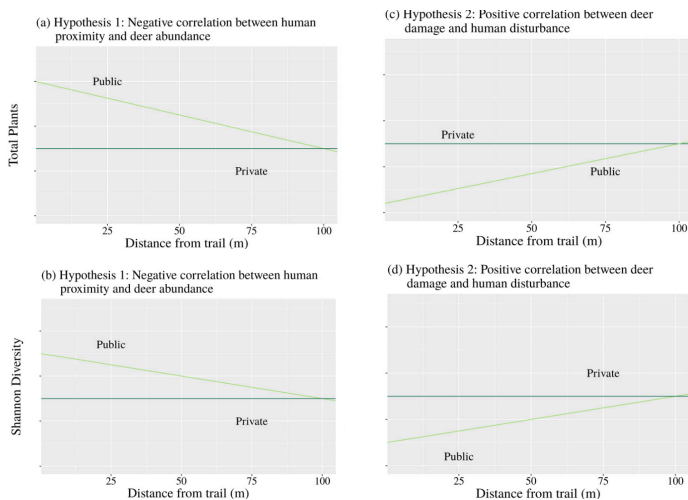 (a) Hypothesis 1: Negative correlation between human
proximity and deer abundance
Public
Private
Total Plants
25
50
75
100
Distance from trail (m)
(c) Hypothesis 2: Positive correlation between deer
damage and human disturbance
Private
Public
25
50
75
100
Distance from trail (m)
(b) Hypothesis 1: Negative correlation between human
proximity and deer abundance
Public
Private
Shannon Diversity
25
50
75
100
Distance from trail (m)
(d) Hypothesis 2: Positive correlation between deer
damage and human disturbance
Private
Public
25
50
75
100
Distance from trail (m)